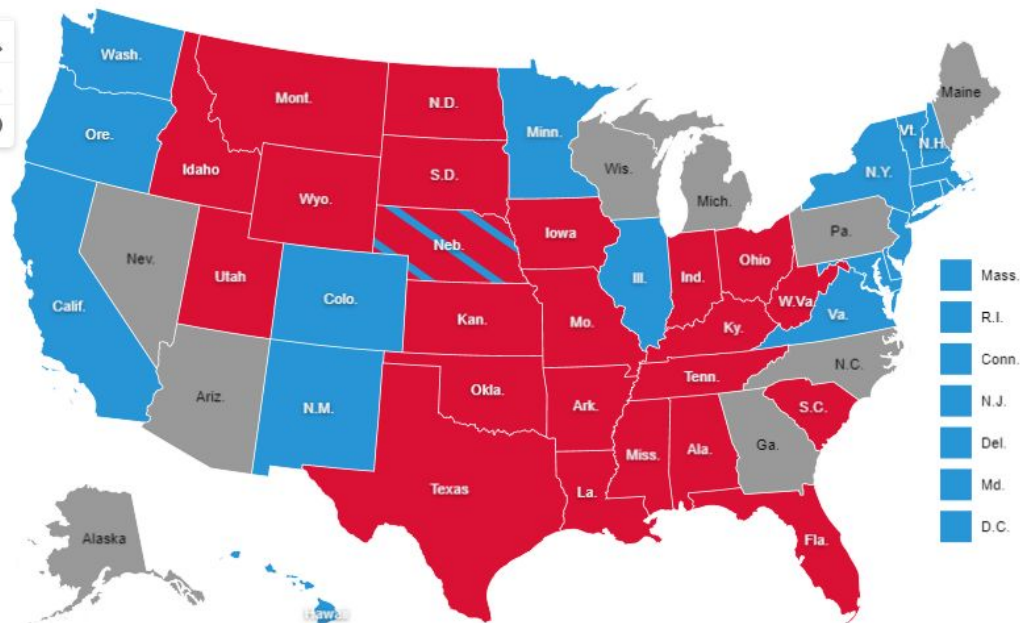 Wash.
Mont.
N.D.
Minn.
Maine
Ore.
Idaho
S.D.
Wis.
Vt.
N.H.
Wyo.
Mich.
N.Y.
Nev.
Utah
Neb.
Iowa
Pa.
Calif.
Colo.
Ill.
Ind.
Ohio
Mass.
Kan.
Mo.
W.Va.
Va.
R.I.
Ky.
Conn.
Ariz.
N.M.
Okla.
Ark.
Tenn.
N.C.
N.J.
S.C.
Del.
Texas
La.
Miss.
Ala.
Ga.
Md.
Alaska
Fla.
D.C.
Hawaii